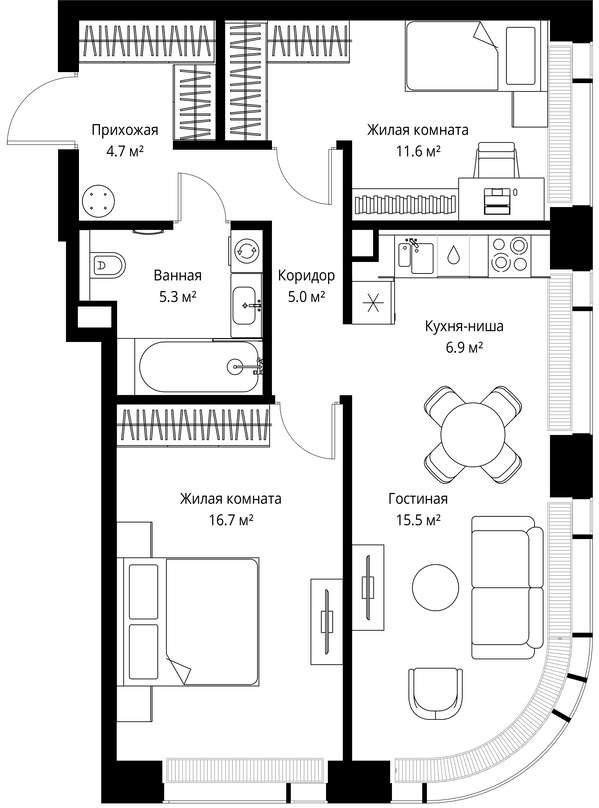 Прихожая
4.7 м²
Жилая комната
11.6 м²
Ванная
5.3 м²
Коридор
5.0 м²
Кухня-ниша
6.9 м²
Жилая комната
16.7 м²
Гостиная
15.5 м²